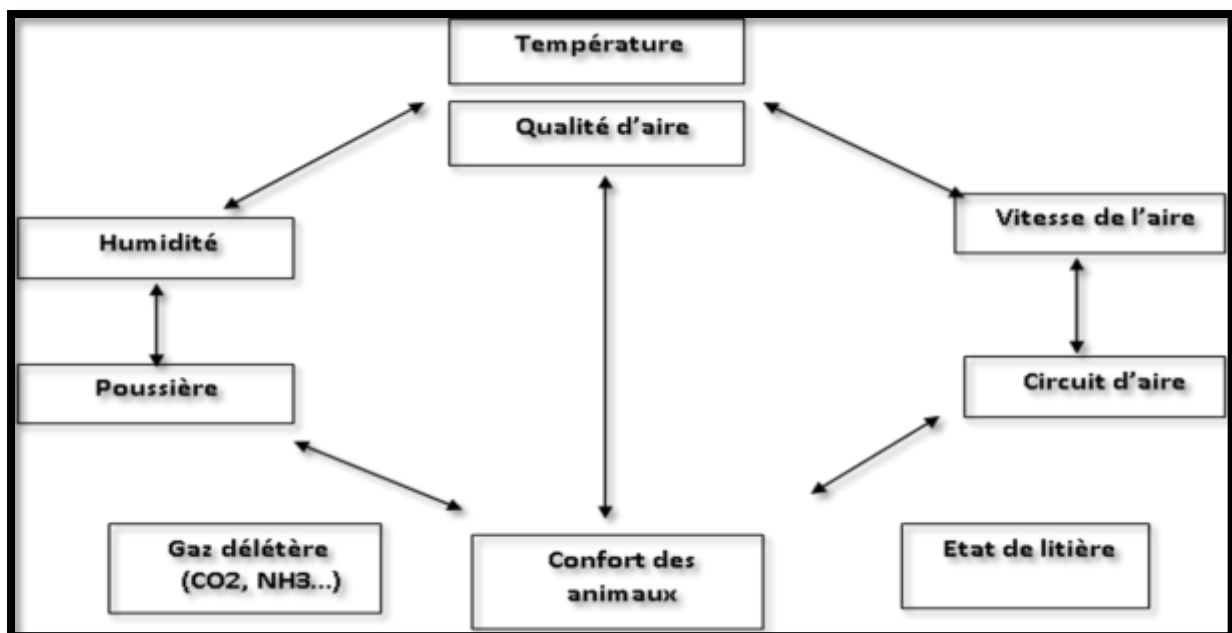 Température
Qualité d'aire
Humidité
Vitesse de l'aire
Poussière
Circuit d'aire
Gaz délétère
(CO2, NH3...)
Confort des
animaux
Etat de litière